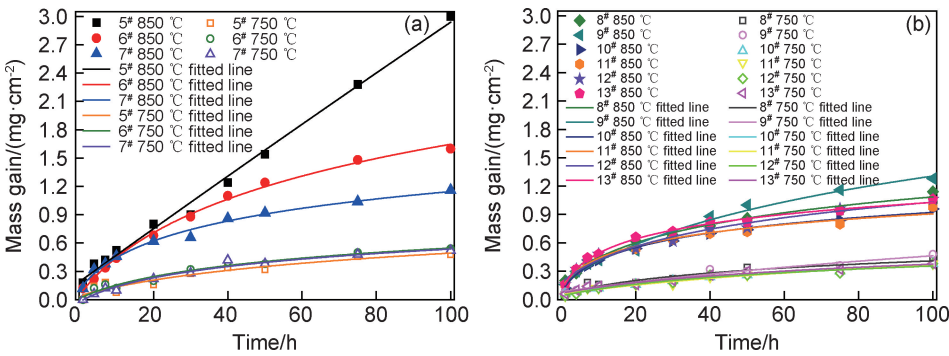 (a)
5# 850 ℃
6# 850 ℃
7# 850 ℃
5# 750 ℃
6# 750 ℃
7# 750 ℃
5# 850 ℃ fitted line
6# 850 ℃ fitted line
7# 850 ℃ fitted line
5# 750 ℃ fitted line
6# 750 ℃ fitted line
7# 750 ℃ fitted line
Mass gain/(mg·cm⁻²)
3.0
2.7
2.4
2.1
1.8
1.5
1.2
0.9
0.6
0.3
0.0
0 20 40 60 80 100
Time/h
(b)
8# 850 ℃
9# 850 ℃
10# 850 ℃
11# 850 ℃
12# 850 ℃
13# 850 ℃
8# 750 ℃
9# 750 ℃
10# 750 ℃
11# 750 ℃
12# 750 ℃
13# 750 ℃
8# 850 ℃ fitted line
9# 850 ℃ fitted line
10# 850 ℃ fitted line
11# 850 ℃ fitted line
12# 850 ℃ fitted line
13# 850 ℃ fitted line
8# 750 ℃ fitted line
9# 750 ℃ fitted line
10# 750 ℃ fitted line
11# 750 ℃ fitted line
12# 750 ℃ fitted line
13# 750 ℃ fitted line
Mass gain/(mg·cm⁻²)
3.0
2.7
2.4
2.1
1.8
1.5
1.2
0.9
0.6
0.3
0.0
0 20 40 60 80 100
Time/h